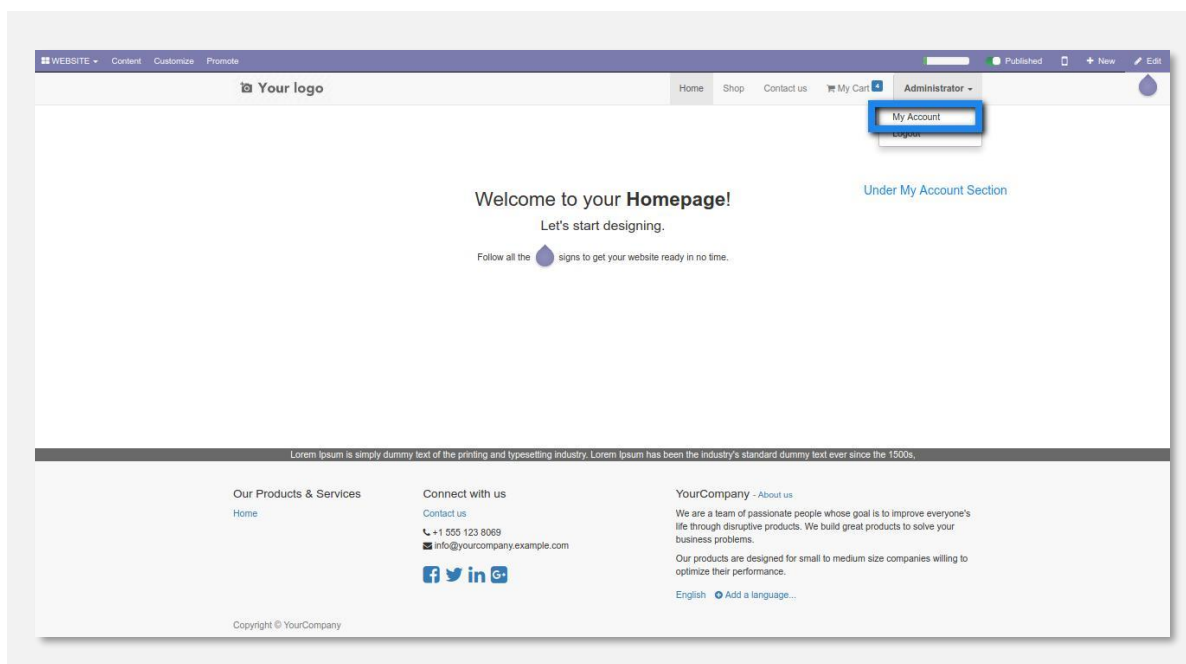 WEBSITE Content Customize Promote Published + New Edit
Your logo Home Shop Contact us My Cart 4 Administrator
My Account
Logout
Under My Account Section
Welcome to your Homepage!
Let's start designing.
Follow all the signs to get your website ready in no time.
Lorem Ipsum is simply dummy text of the printing and typesetting industry. Lorem Ipsum has been the industry's standard dummy text ever since the 1500s,
Our Products & Services
Home
Connect with us
Contact us
+1 555 123 8069
info@yourcompany.example.com
YourCompany - About us
We are a team of passionate people whose goal is to improve everyone's
life through disruptive products. We build great products to solve your
business problems.
Our products are designed for small to medium size companies willing to
optimize their performance.
English Add a language...
Copyright © YourCompany